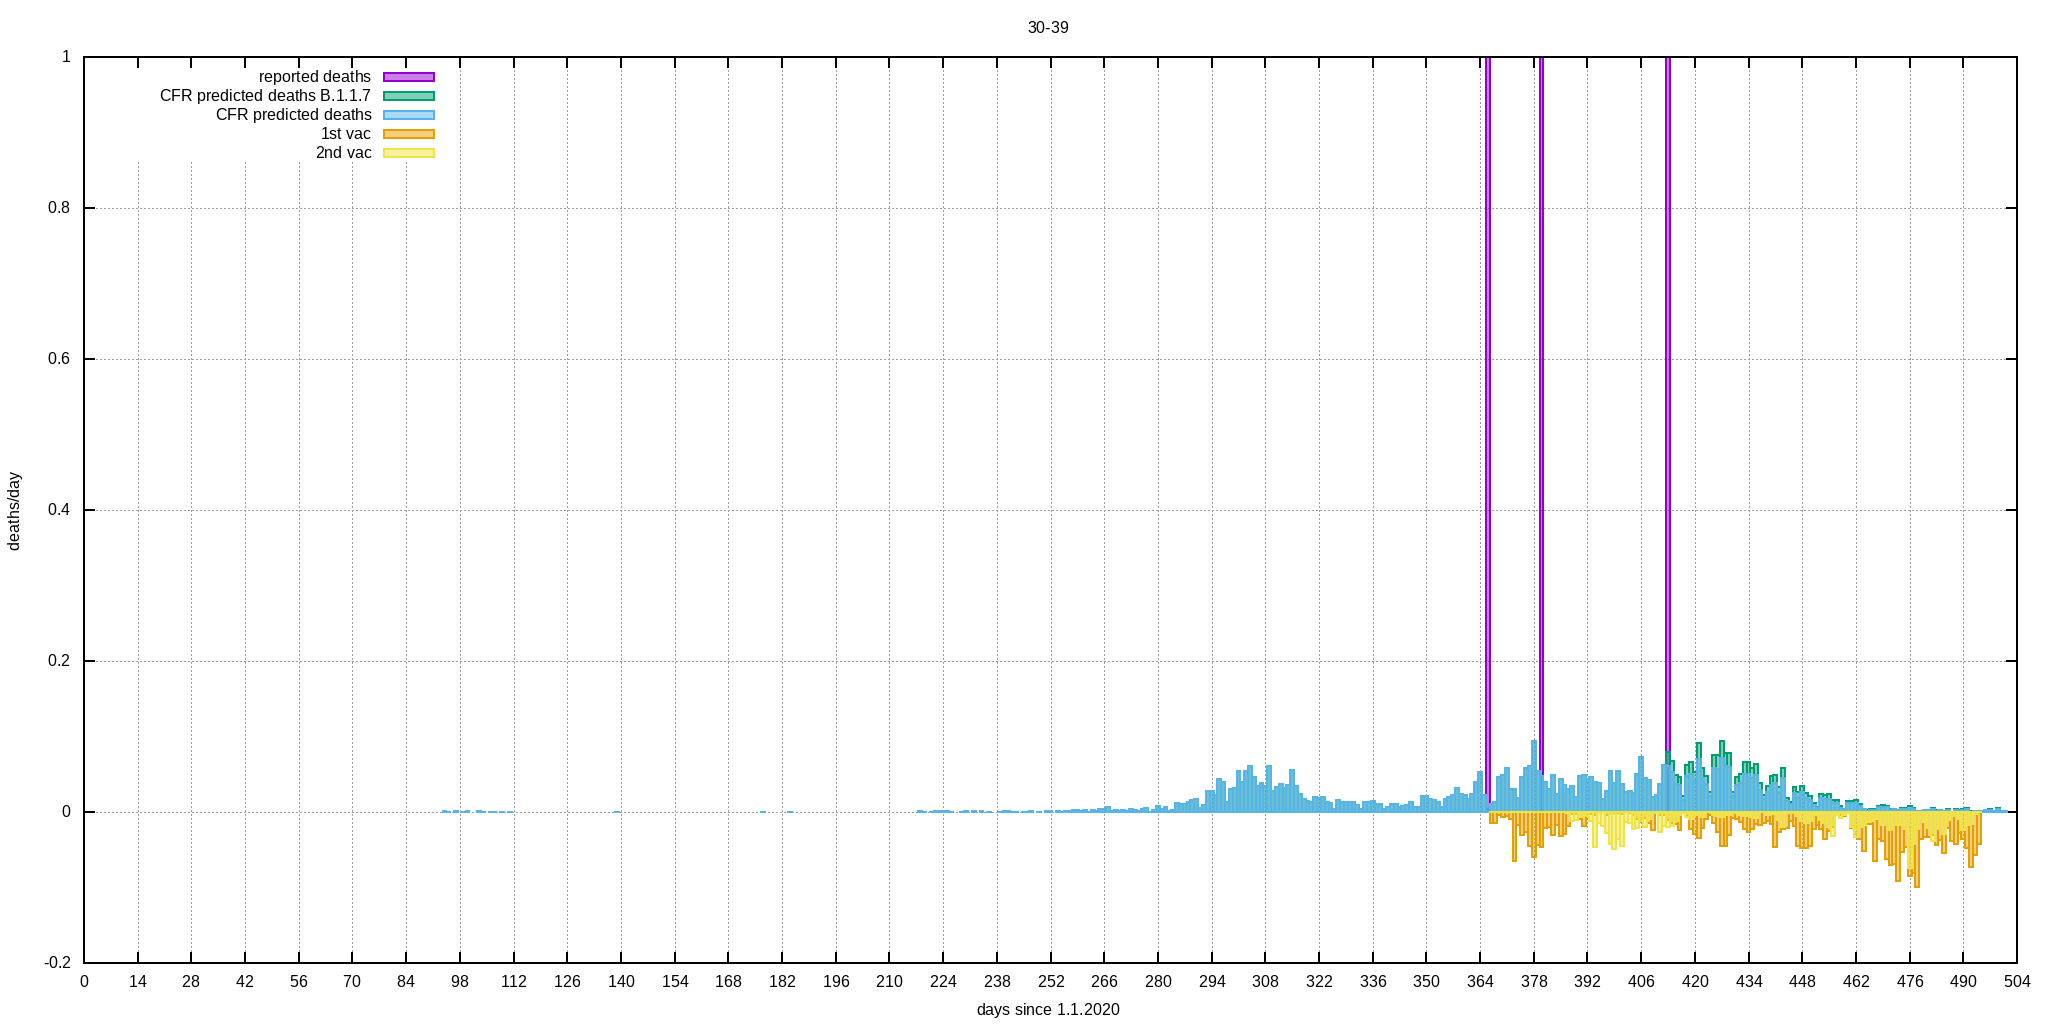 30-39
1
reported deaths
CFR predicted deaths B.1.1.7
CFR predicted deaths
1st vac
2nd vac
0.8
0.6
0.4
deaths/day
0.2
0
-0.2
0 14 28 42 56 70 84 98 112 126 140 154 168 182 196 210 224 238 252 266 280 294 308 322 336 350 364 378 392 406 420 434 448 462 476 490 504
days since 1.1.2020